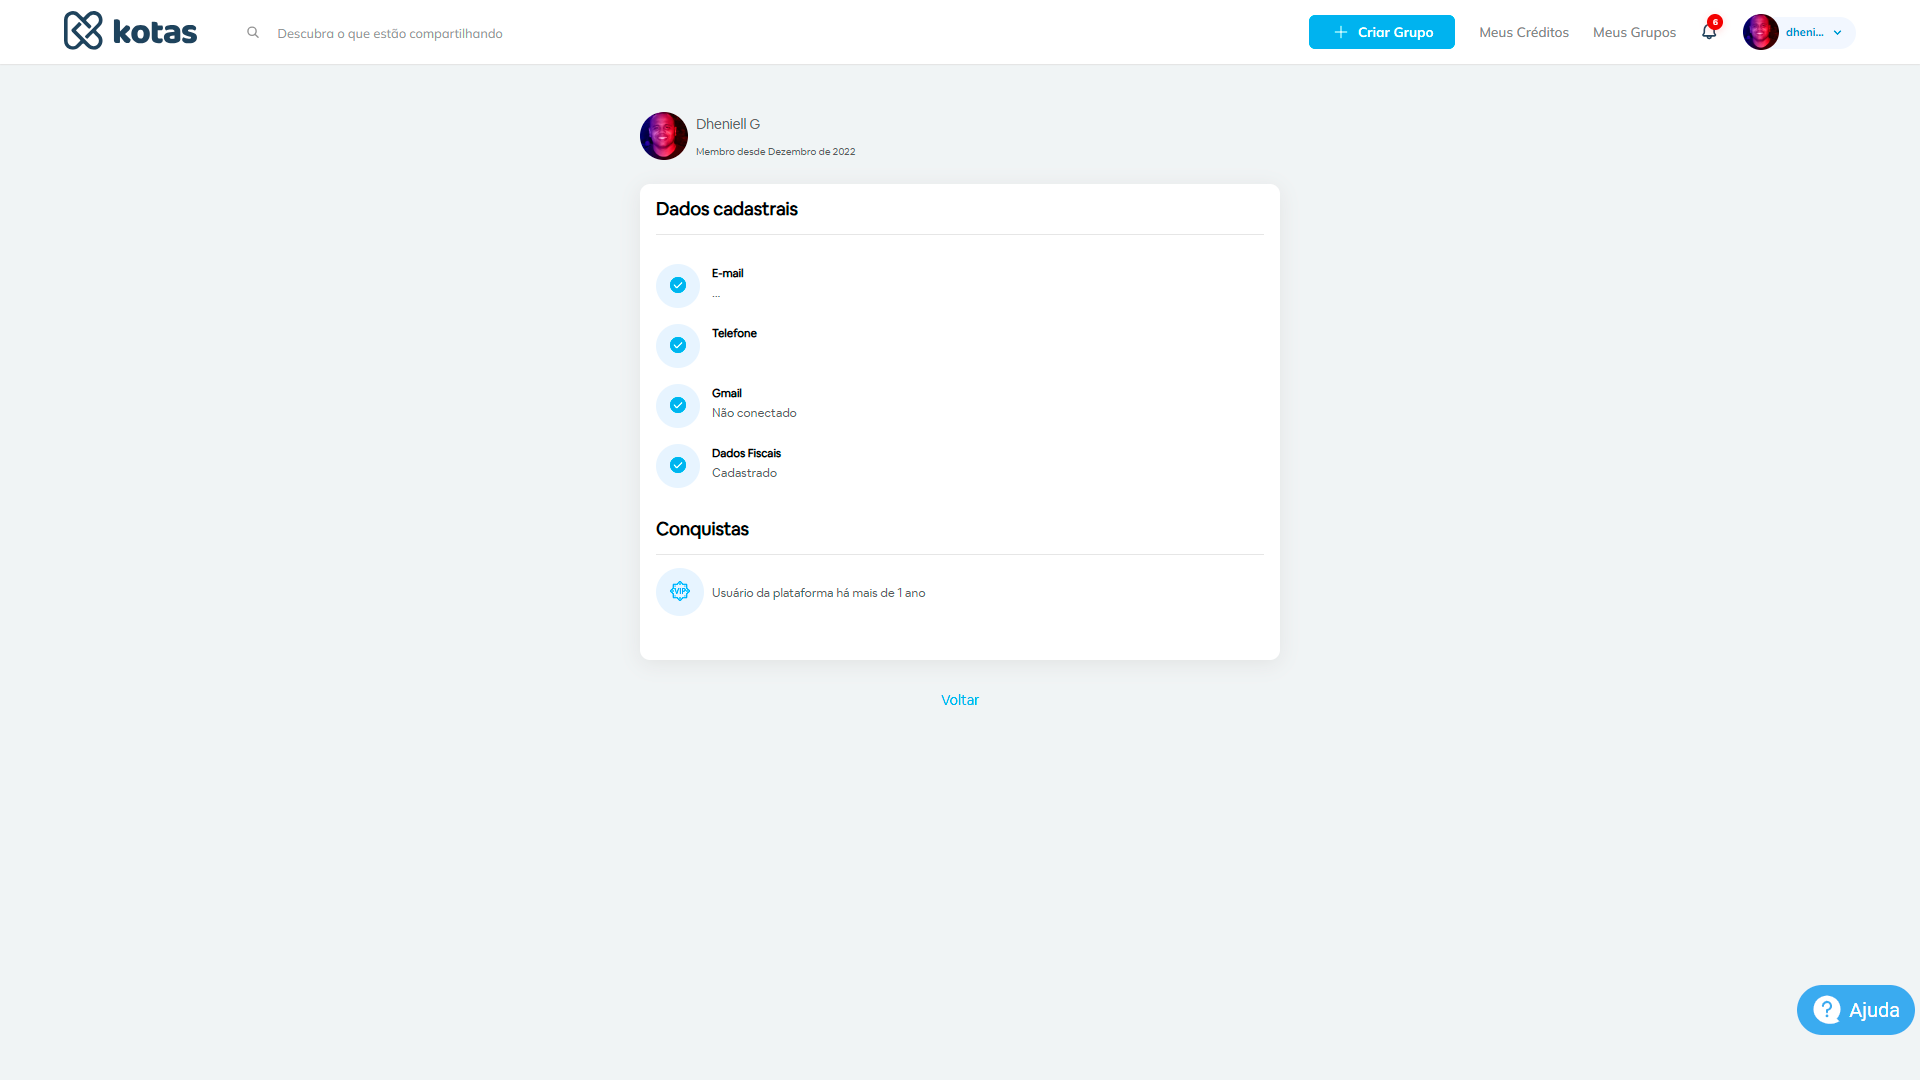 kotas
Descubra o que estão compartilhando
Criar Grupo
Meus Créditos
Meus Grupos
6
dheni...
Dheniell G
Membro desde Dezembro de 2022
Dados cadastrais
E-mail
...
Telefone
Gmail
Não conectado
Dados Fiscais
Cadastrado
Conquistas
VIP
Usuário da plataforma há mais de 1 ano
Voltar
? Ajuda